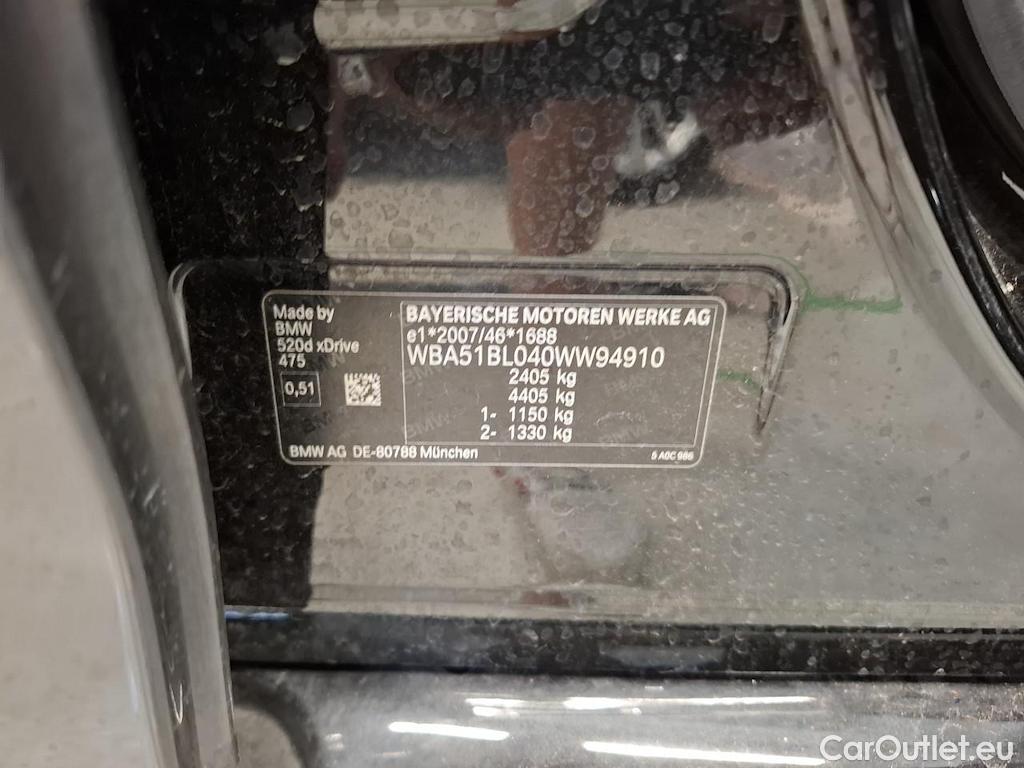 Made by
BMW
520d xDrive
475
0,51
BAYERISCHE MOTOREN WERKE AG
e1*2007/46*1688
WBA51BL040WW94910
2405 kg
4405 kg
1- 1150 kg
2- 1330 kg
BMW AG DE-80788 München
5 A0C 986
CarOutlet.eu